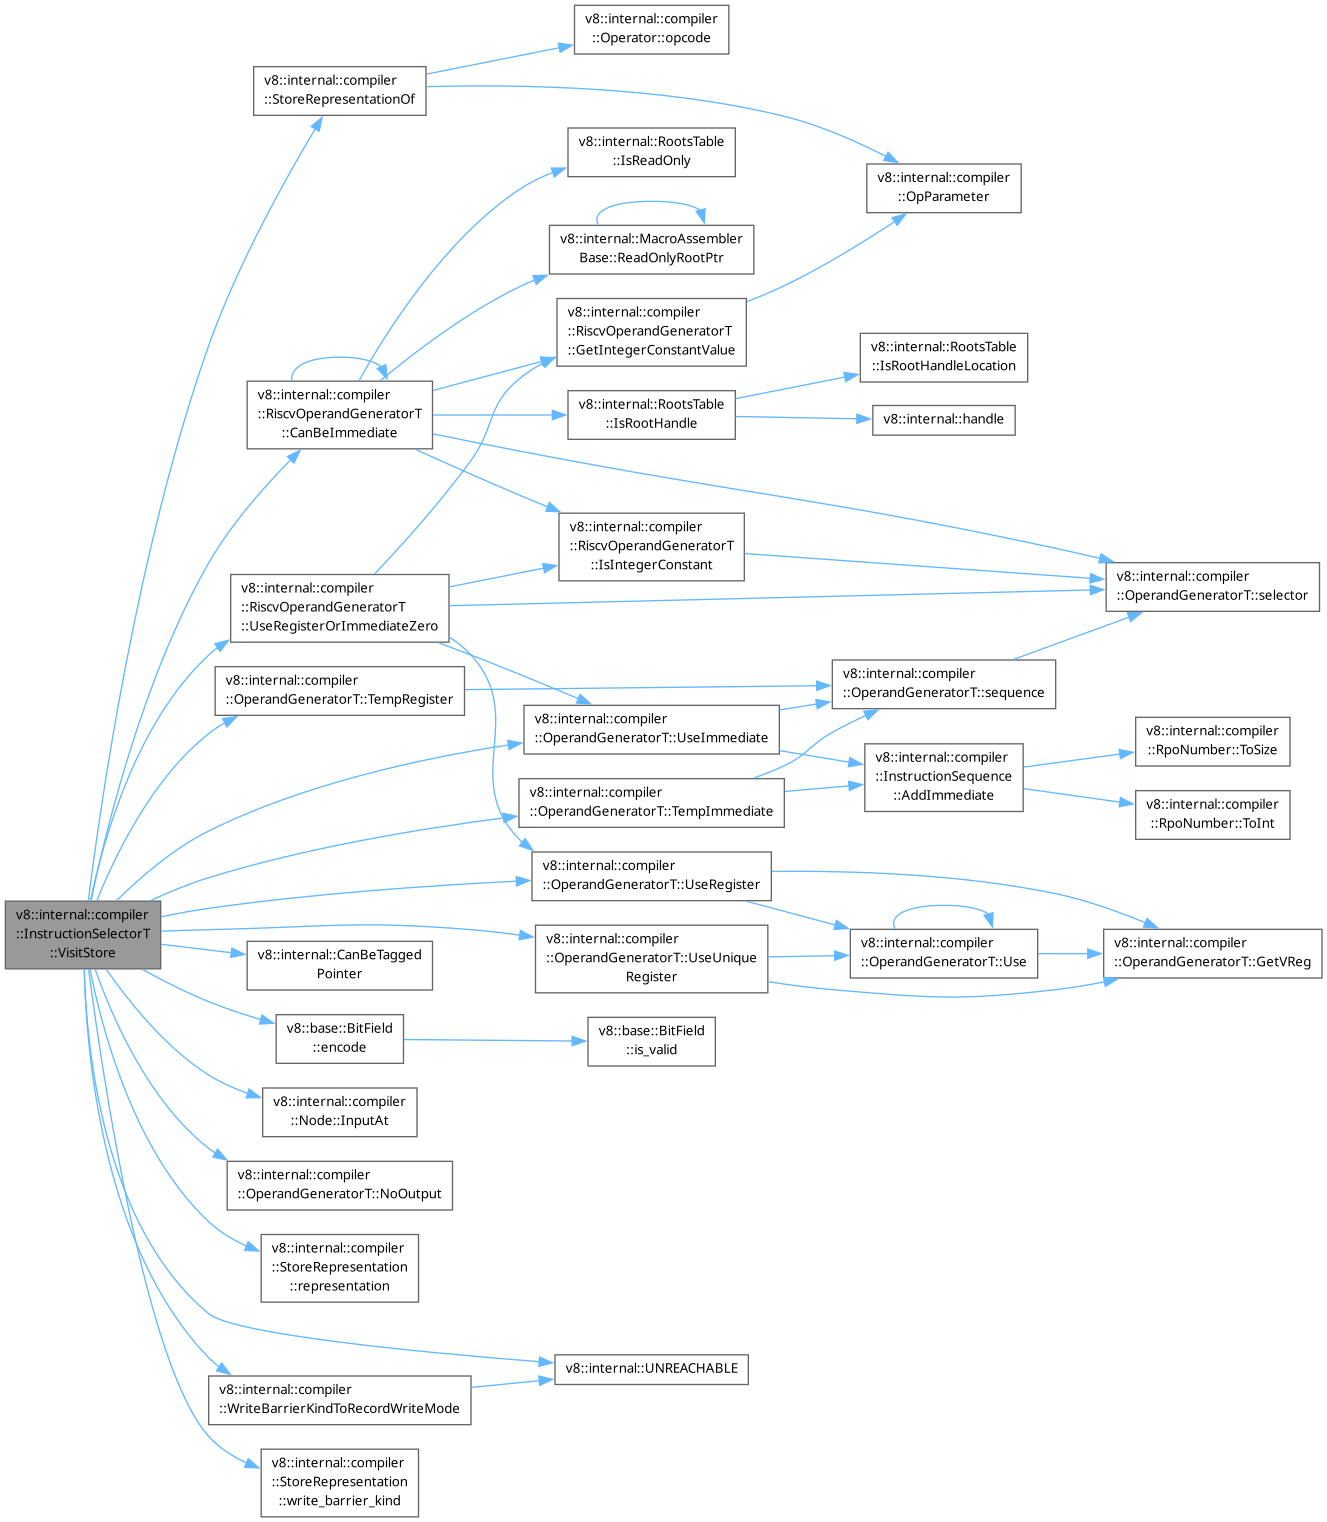 v8::internal::compiler
::Operator::opcode
v8::internal::compiler
::StoreRepresentationOf
v8::internal::RootsTable
::IsReadOnly
v8::internal::compiler
::OpParameter
v8::internal::MacroAssembler
Base::ReadOnlyRootPtr
v8::internal::compiler
::RiscvOperandGeneratorT
::GetIntegerConstantValue
v8::internal::RootsTable
::IsRootHandleLocation
v8::internal::compiler
::RiscvOperandGeneratorT
::CanBeImmediate
v8::internal::RootsTable
::IsRootHandle
v8::internal::handle
v8::internal::compiler
::RiscvOperandGeneratorT
::IsIntegerConstant
v8::internal::compiler
::OperandGeneratorT::selector
v8::internal::compiler
::RiscvOperandGeneratorT
::UseRegisterOrImmediateZero
v8::internal::compiler
::OperandGeneratorT::TempRegister
v8::internal::compiler
::OperandGeneratorT::sequence
v8::internal::compiler
::OperandGeneratorT::UseImmediate
v8::internal::compiler
::RpoNumber::ToSize
v8::internal::compiler
::InstructionSequence
::AddImmediate
v8::internal::compiler
::OperandGeneratorT::TempImmediate
v8::internal::compiler
::RpoNumber::ToInt
v8::internal::compiler
::OperandGeneratorT::UseRegister
v8::internal::compiler
::InstructionSelectorT
::VisitStore
v8::internal::CanBeTagged
Pointer
v8::internal::compiler
::OperandGeneratorT::UseUnique
Register
v8::internal::compiler
::OperandGeneratorT::Use
v8::internal::compiler
::OperandGeneratorT::GetVReg
v8::base::BitField
::encode
v8::base::BitField
::is_valid
v8::internal::compiler
::Node::InputAt
v8::internal::compiler
::OperandGeneratorT::NoOutput
v8::internal::compiler
::StoreRepresentation
::representation
v8::internal::UNREACHABLE
v8::internal::compiler
::WriteBarrierKindToRecordWriteMode
v8::internal::compiler
::StoreRepresentation
::write_barrier_kind